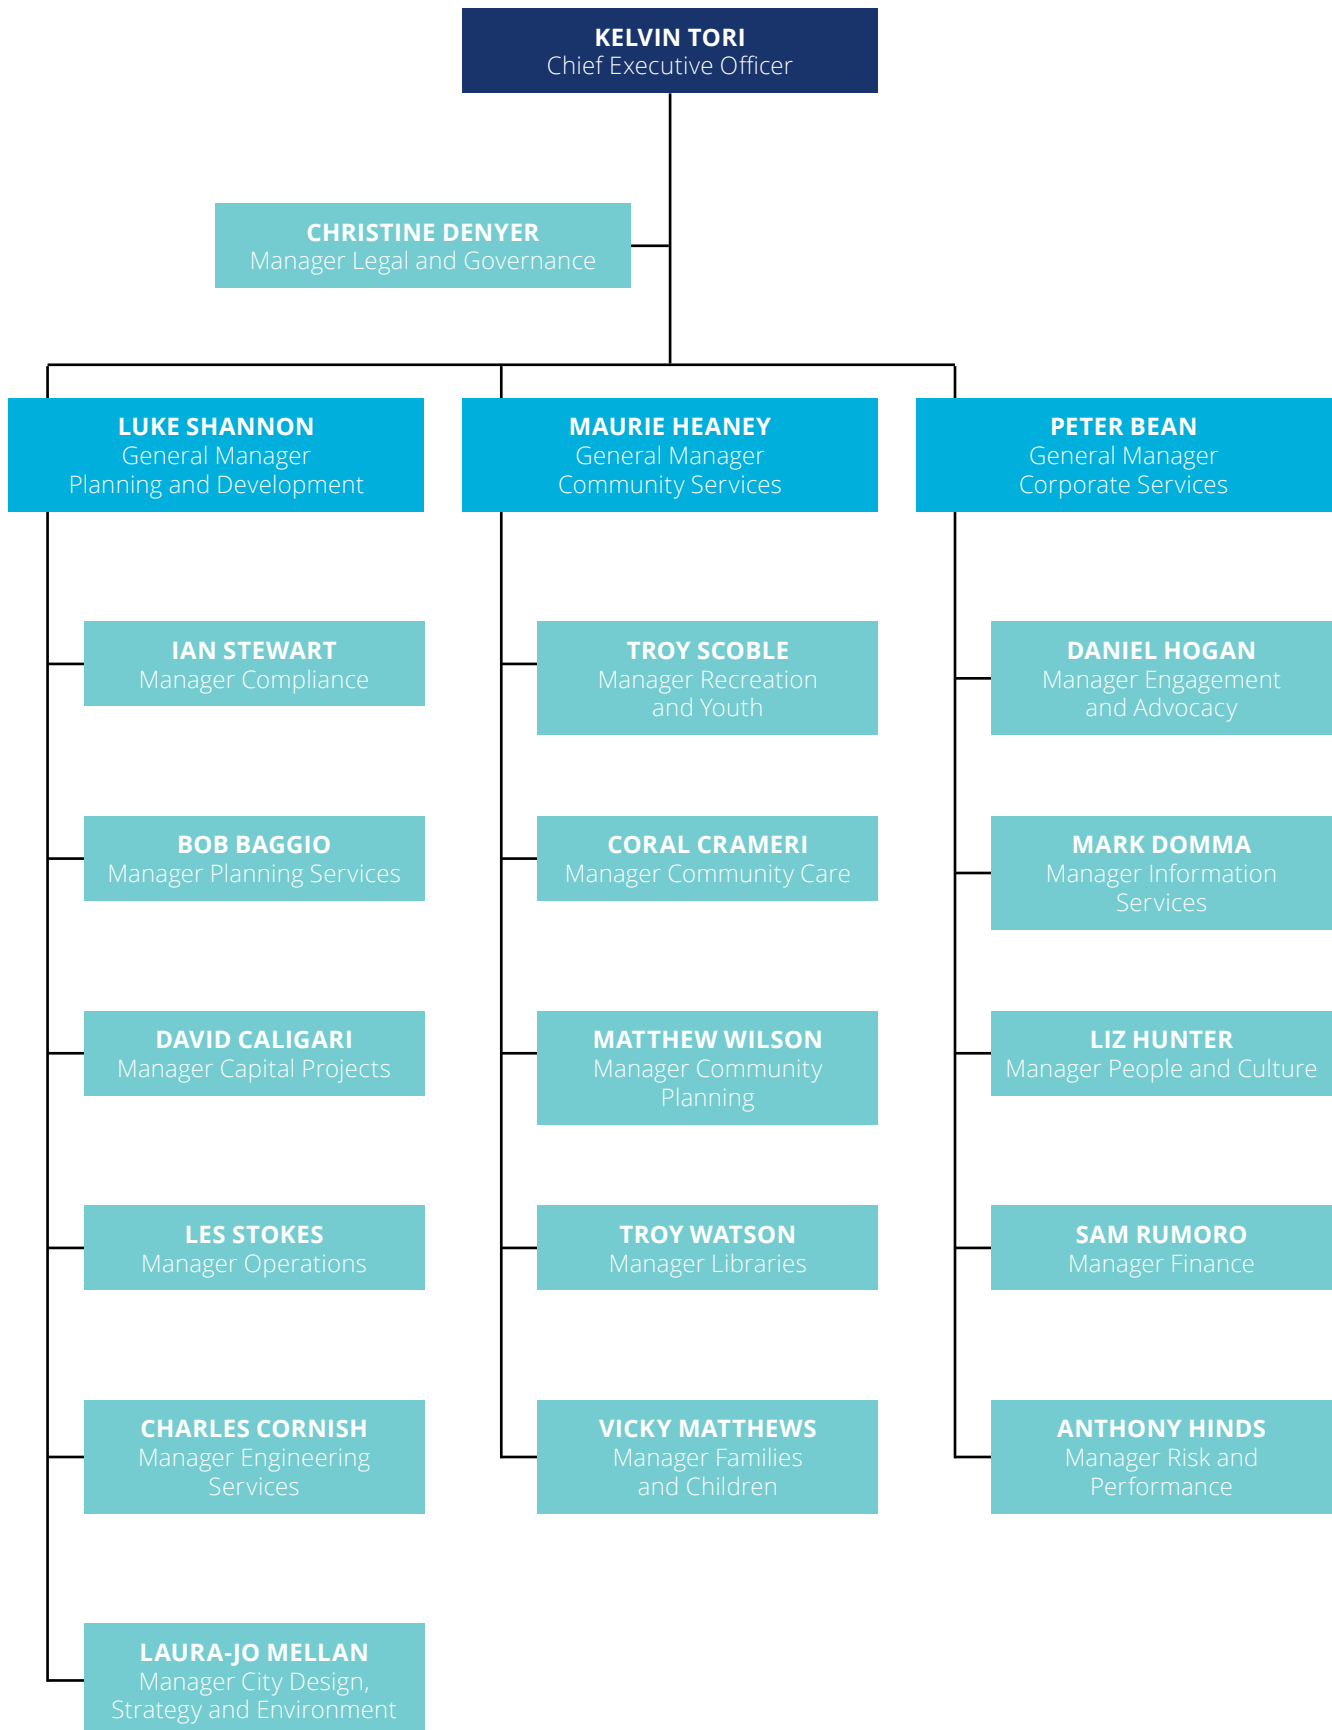 KELVIN TORI
Chief Executive Officer
CHRISTINE DENYER
Manager Legal and Governance
LUKE SHANNON
General Manager
Planning and Development
IAN STEWART
Manager Compliance
BOB BAGGIO
Manager Planning Services
DAVID CALIGARI
Manager Capital Projects
LES STOKES
Manager Operations
CHARLES CORNISH
Manager Engineering
Services
LAURA-JO MELLAN
Manager City Design,
Strategy and Environment
MAURIE HEANEY
General Manager
Community Services
TROY SCOBLE
Manager Recreation
and Youth
CORAL CRAMERI
Manager Community Care
MATTHEW WILSON
Manager Community
Planning
TROY WATSON
Manager Libraries
VICKY MATTHEWS
Manager Families
and Children
PETER BEAN
General Manager
Corporate Services
DANIEL HOGAN
Manager Engagement
and Advocacy
MARK DOMMA
Manager Information
Services
LIZ HUNTER
Manager People and Culture
SAM RUMORO
Manager Finance
ANTHONY HINDS
Manager Risk and
Performance